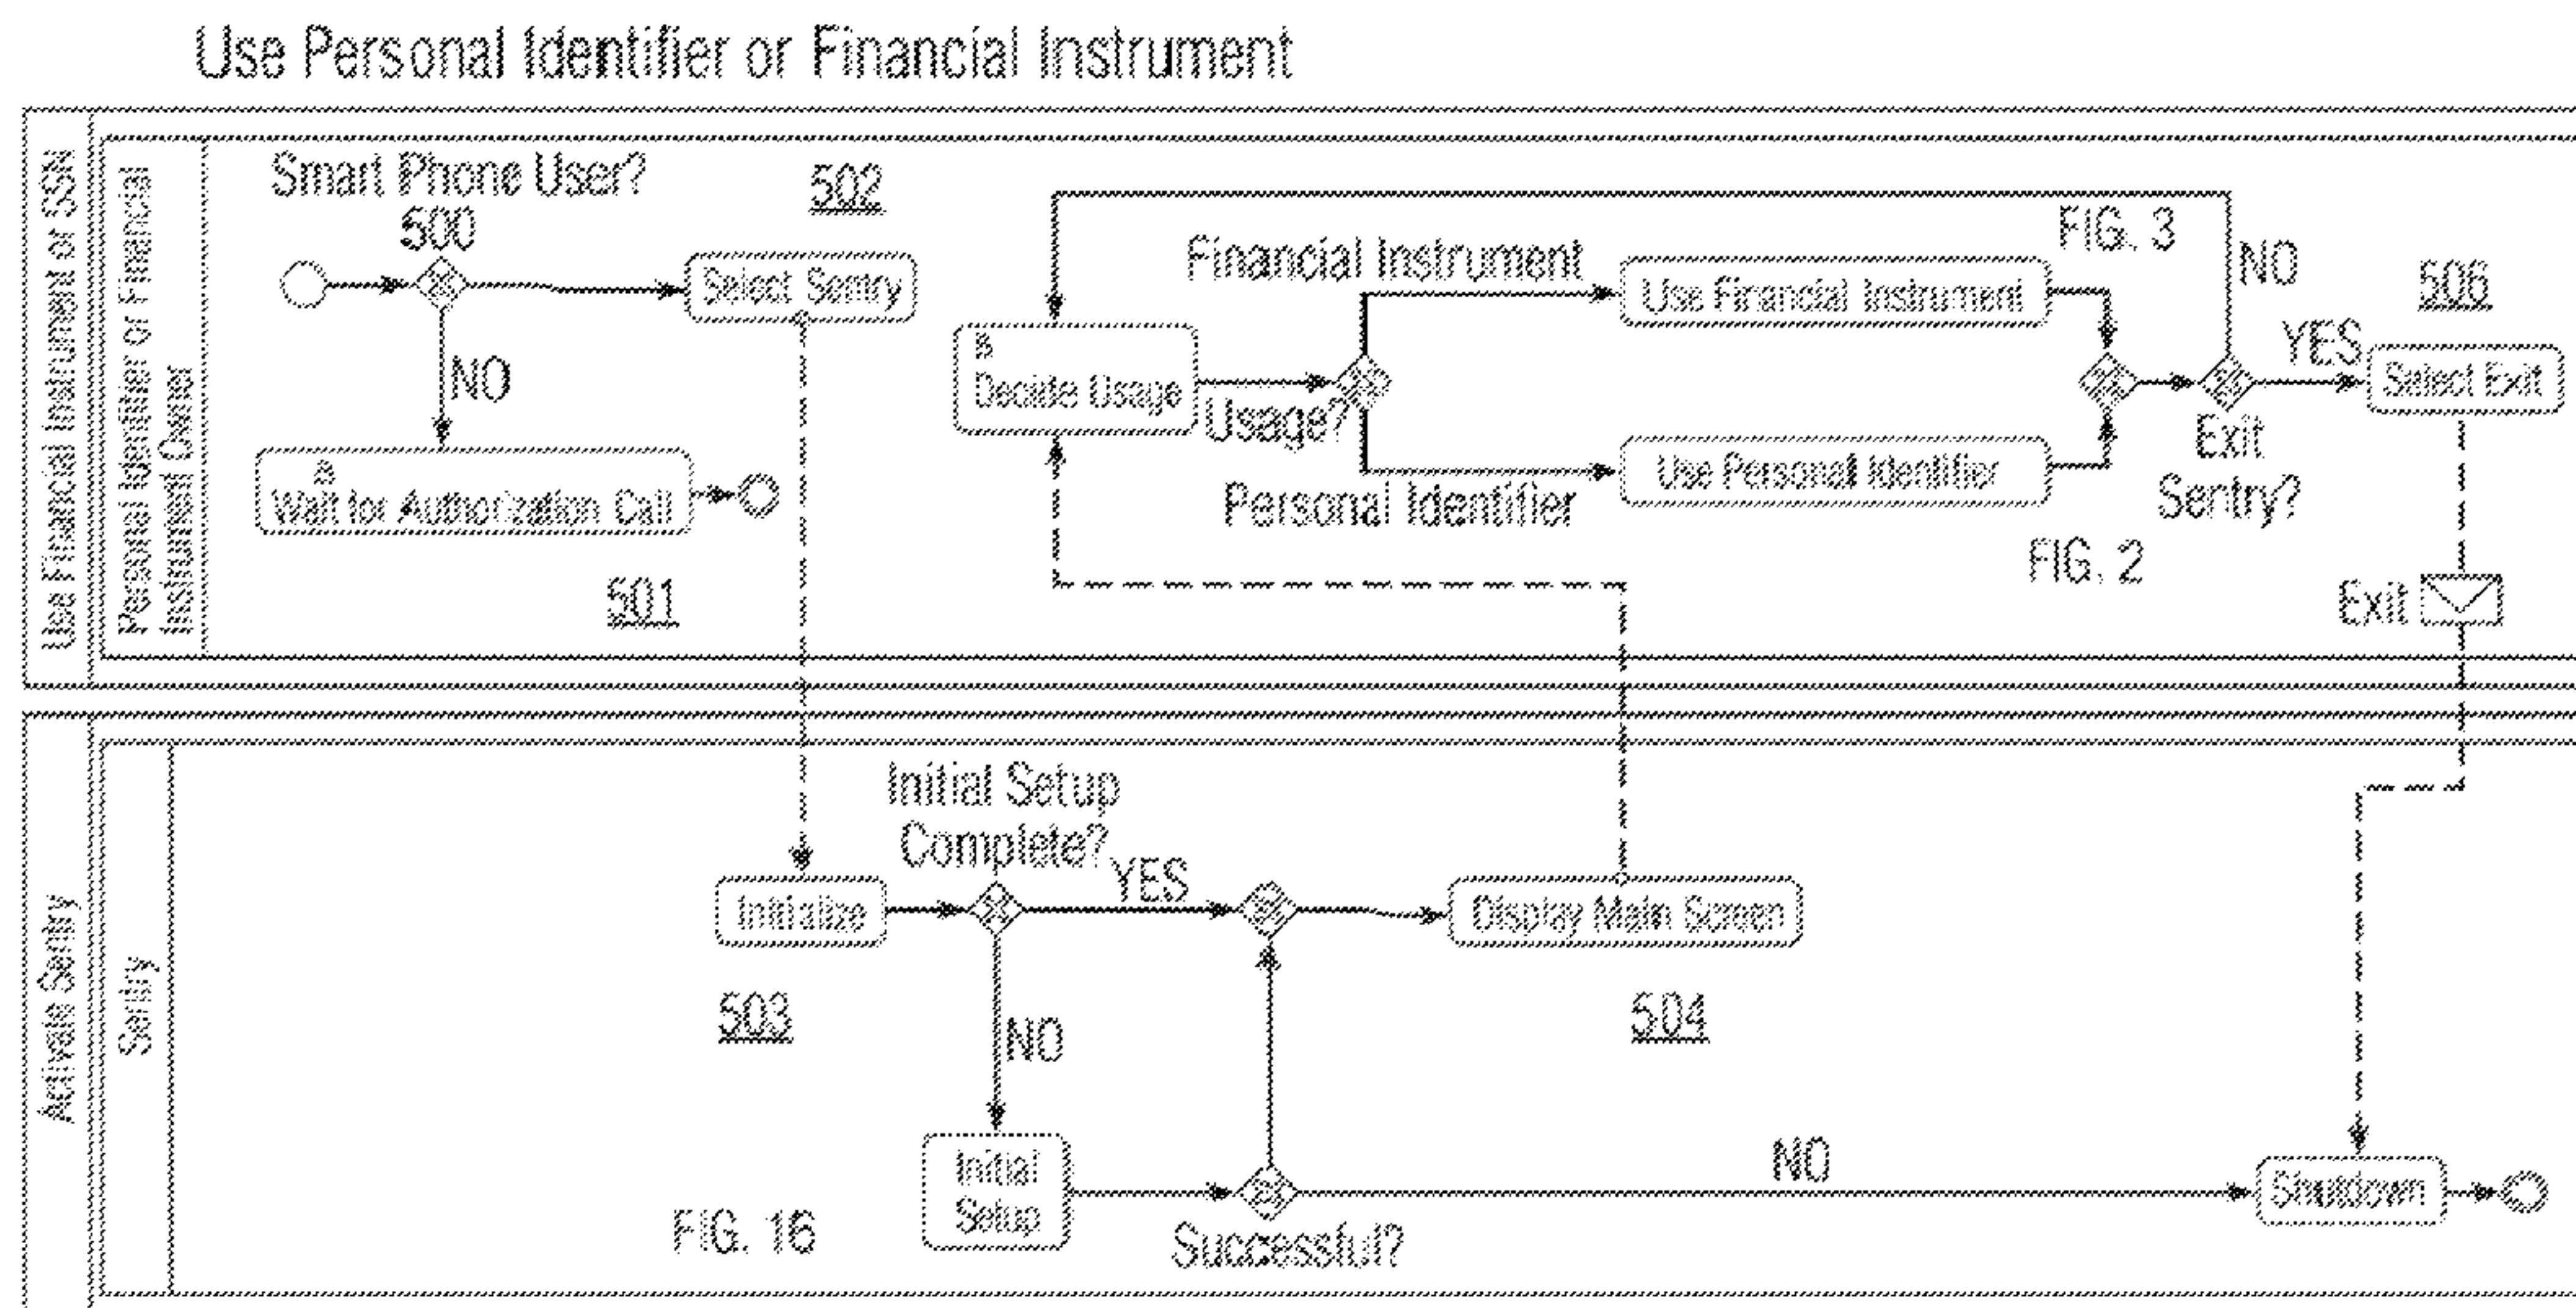 Use Personal Identifier or Financial Instrument
Use Financial Instrument or SSN
Personal Identifier or Financial
Instrument Owner
Smart Phone User?
500
502
Select Sentry
NO
Wait for Authorization Call
501
B
Decide Usage
Usage?
Financial Instrument
Use Financial Instrument
FIG. 3
Personal Identifier
Use Personal Identifier
FIG. 2
NO
YES
Exit
Sentry?
506
Select Exit
Exit
Activate Sentry
Sentry
Initial Setup
Complete?
YES
Initialize
503
NO
Display Main Screen
504
Initial
Setup
FIG. 16
Successful?
NO
Shutdown